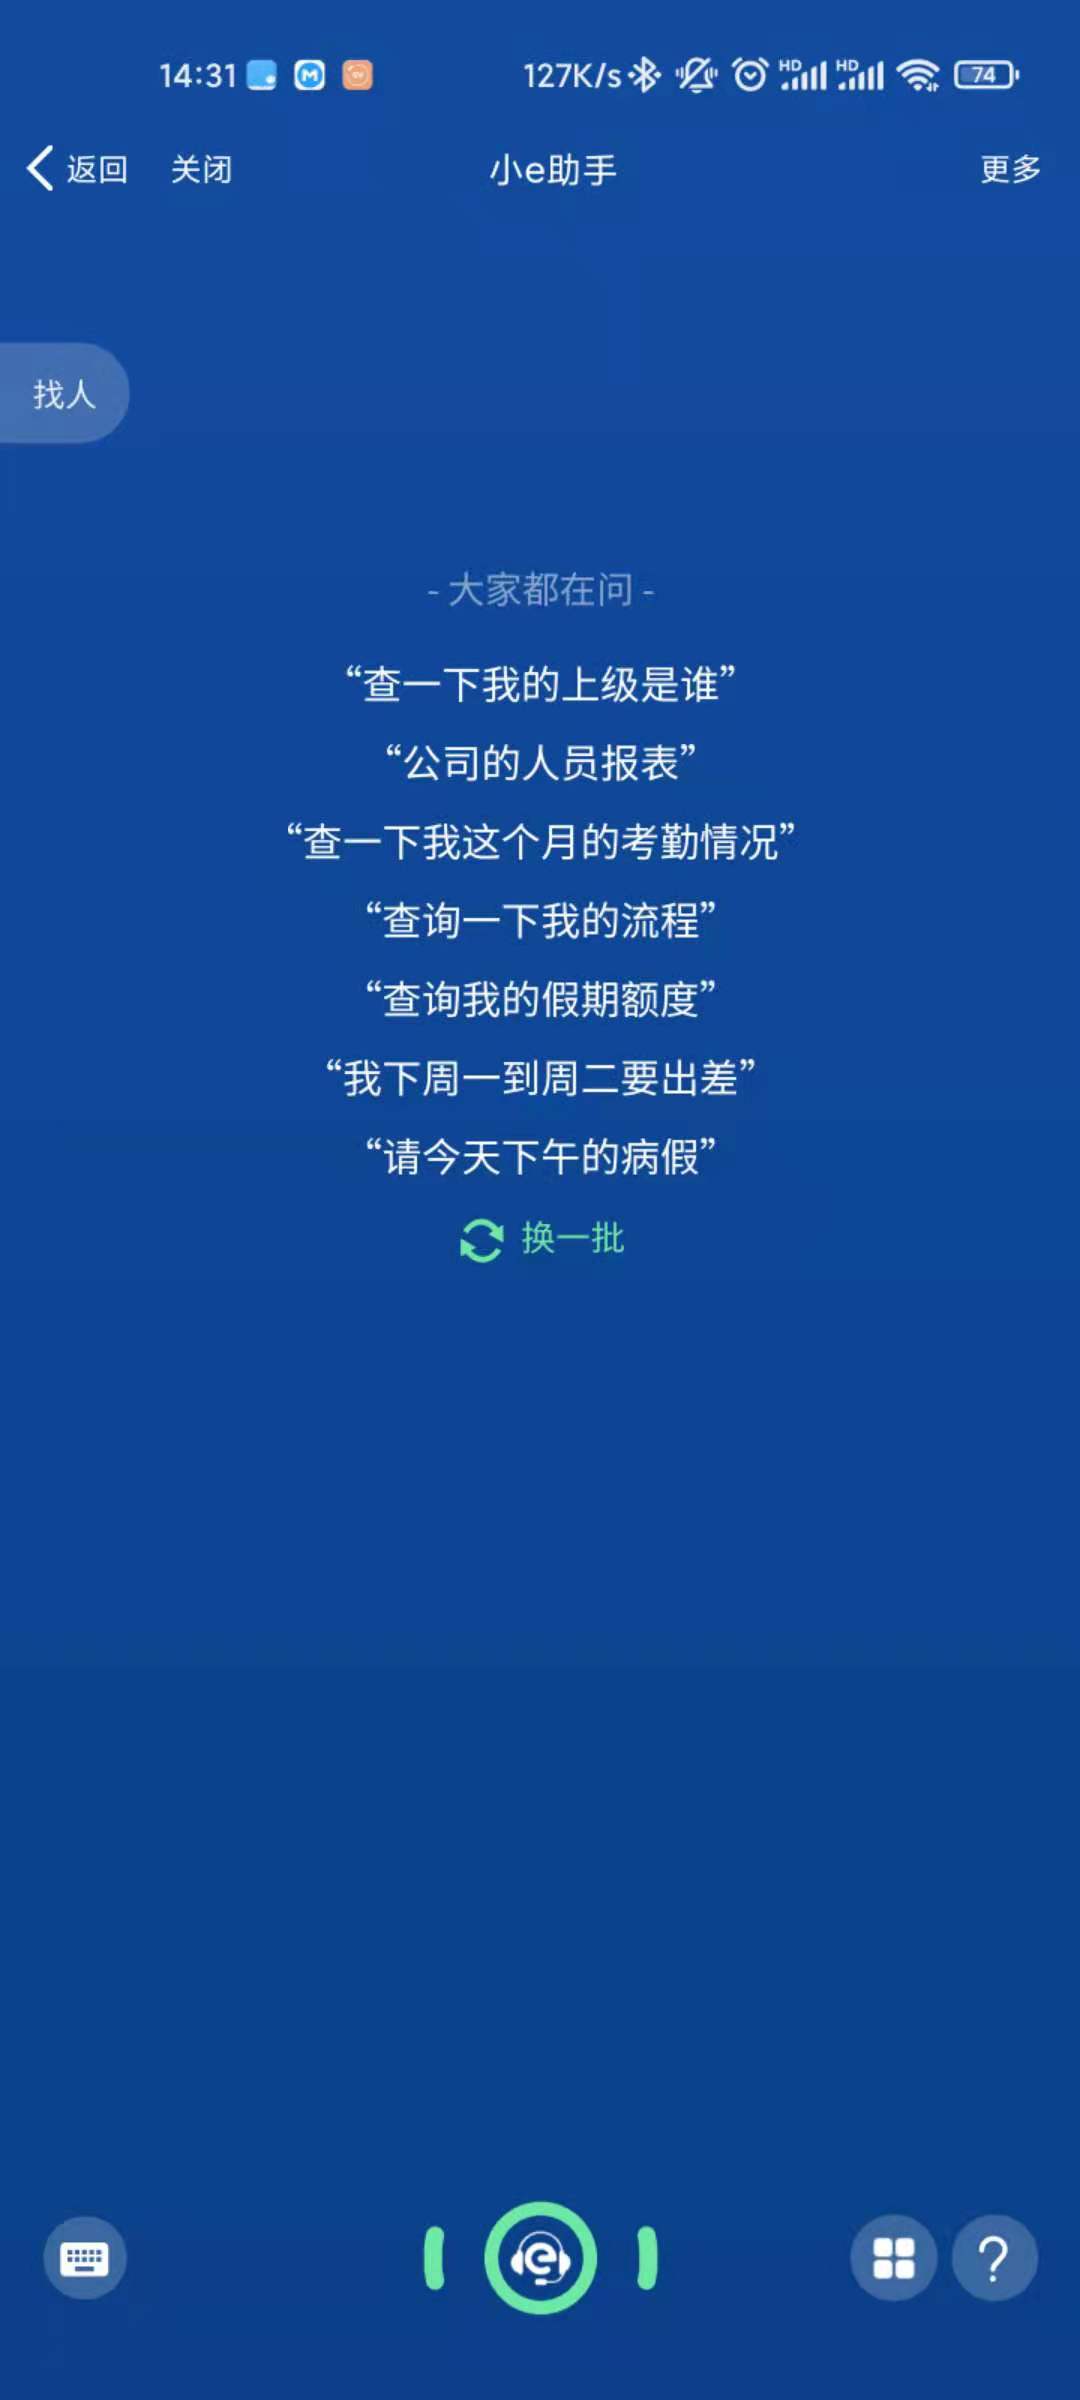 14:31 127K/s HD HD 74
返回 关闭 小e助手 更多
找人
- 大家都在问 -
“查一下我的上级是谁”
“公司的人员报表”
“查一下我这个月的考勤情况”
“查询一下我的流程”
“查询我的假期额度”
“我下周一到周二要出差”
“请今天下午的病假”
换一批